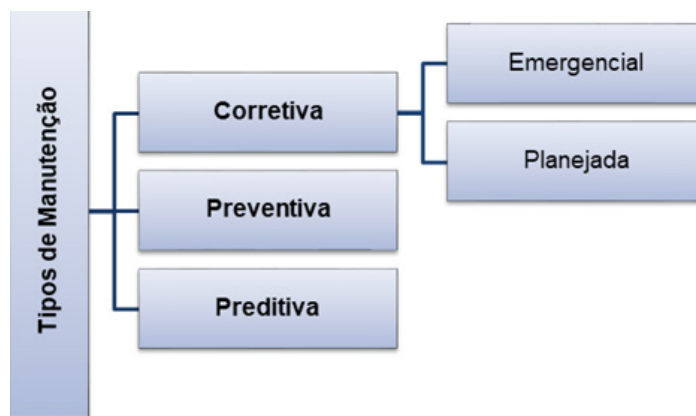 Tipos de Manutenção
Corretiva
Emergencial
Planejada
Preventiva
Preditiva